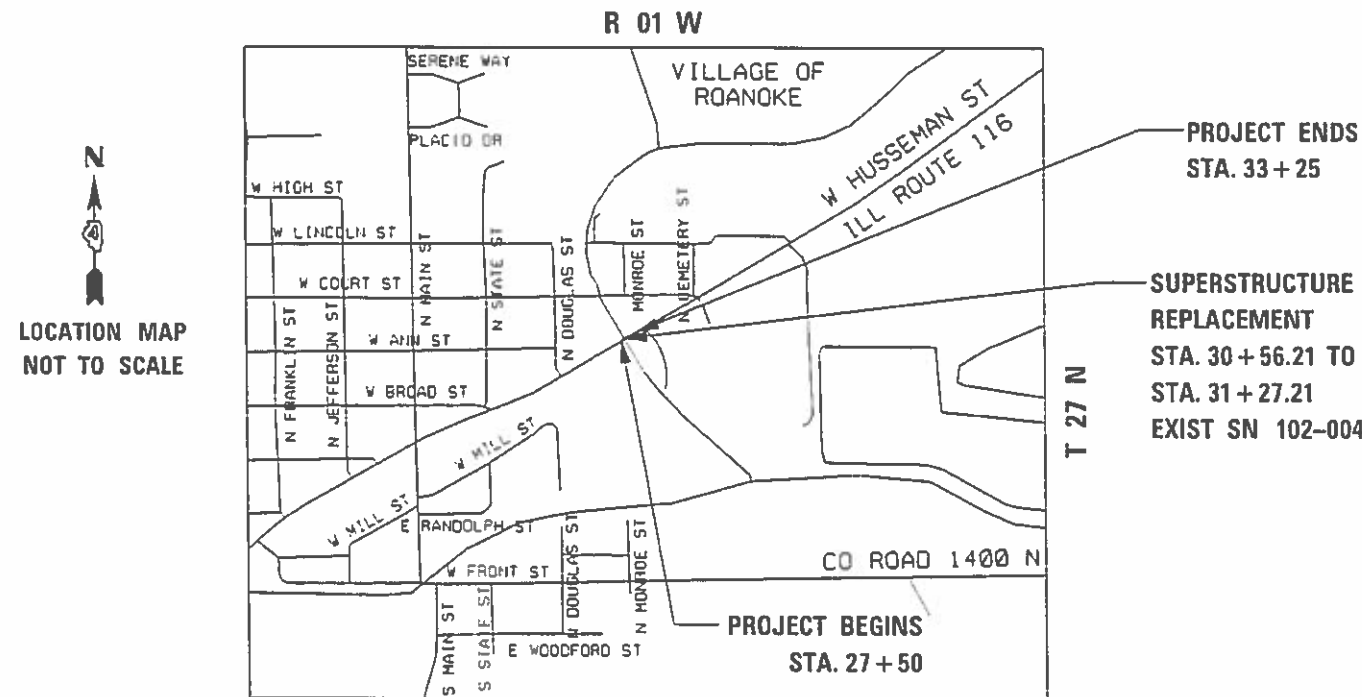 R 01 W
SERENE WAY
VILLAGE OF
ROANOKE
PLACID DR
W HUSSEMAN ST
ILL ROUTE 116
PROJECT ENDS
STA. 33+25
N
LOCATION MAP
NOT TO SCALE
W HIGH ST
W LINCOLN ST
W COURT ST
W ANN ST
W BROAD ST
N FRANKLIN ST
N JEFFERSON ST
N MAIN ST
N STATE ST
N DOUGLAS ST
MONROE ST
N DEMETERY ST
SUPERSTRUCTURE
REPLACEMENT
STA. 30+56.21 TO
STA. 31+27.21
EXIST SN 102-004
T 27 N
W MILL ST
W MILL ST
E RANDOLPH ST
W FRONT ST
CO ROAD 1400 N
N DOUGLAS ST
N MONROE ST
S MAIN ST
S STATE ST
E WOODFORD ST
PROJECT BEGINS
STA. 27+50